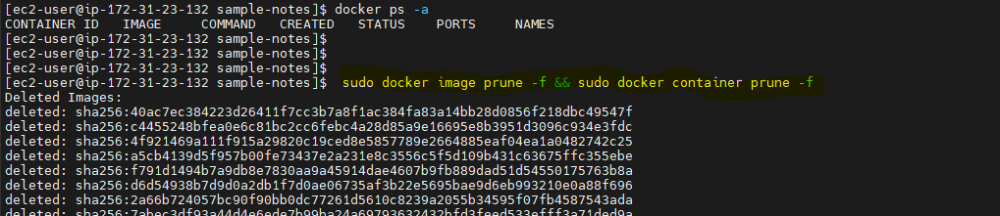 [ec2-user@ip-172-31-23-132 sample-notes]$ docker ps -a
CONTAINER ID   IMAGE     COMMAND   CREATED   STATUS    PORTS     NAMES
[ec2-user@ip-172-31-23-132 sample-notes]$
[ec2-user@ip-172-31-23-132 sample-notes]$
[ec2-user@ip-172-31-23-132 sample-notes]$
[ec2-user@ip-172-31-23-132 sample-notes]$  sudo docker image prune -f && sudo docker container prune -f
Deleted Images:
deleted: sha256:40ac7ec384223d26411f7cc3b7a8f1ac384fa83a14bb28d0856f218dbc49547f
deleted: sha256:c4455248bfea0e6c81bc2cc6febc4a28d85a9e16695e8b3951d3096c934e3fdc
deleted: sha256:4f921469a111f915a29820c19ced8e5857789e2664885eaf04ea1a0482742c25
deleted: sha256:a5cb4139d5f957b00fe73437e2a231e8c3556c5f5d109b431c63675ffc355ebe
deleted: sha256:f791d1494b7a9db8e7830aa9a45914dae4607b9fb889dad51d54550175763b8a
deleted: sha256:d6d54938b7d9d0a2db1f7d0ae06735af3b22e5695bae9d6eb993210e0a88f696
deleted: sha256:2a66b724057bc90f90bb0dc77261d5610c8239a2055b34595f07fb4587543ada
deleted: sha256:7abec3df93a44d4e6ede7b99ba24a69793632432bfd3feed533efff3a71ded9a